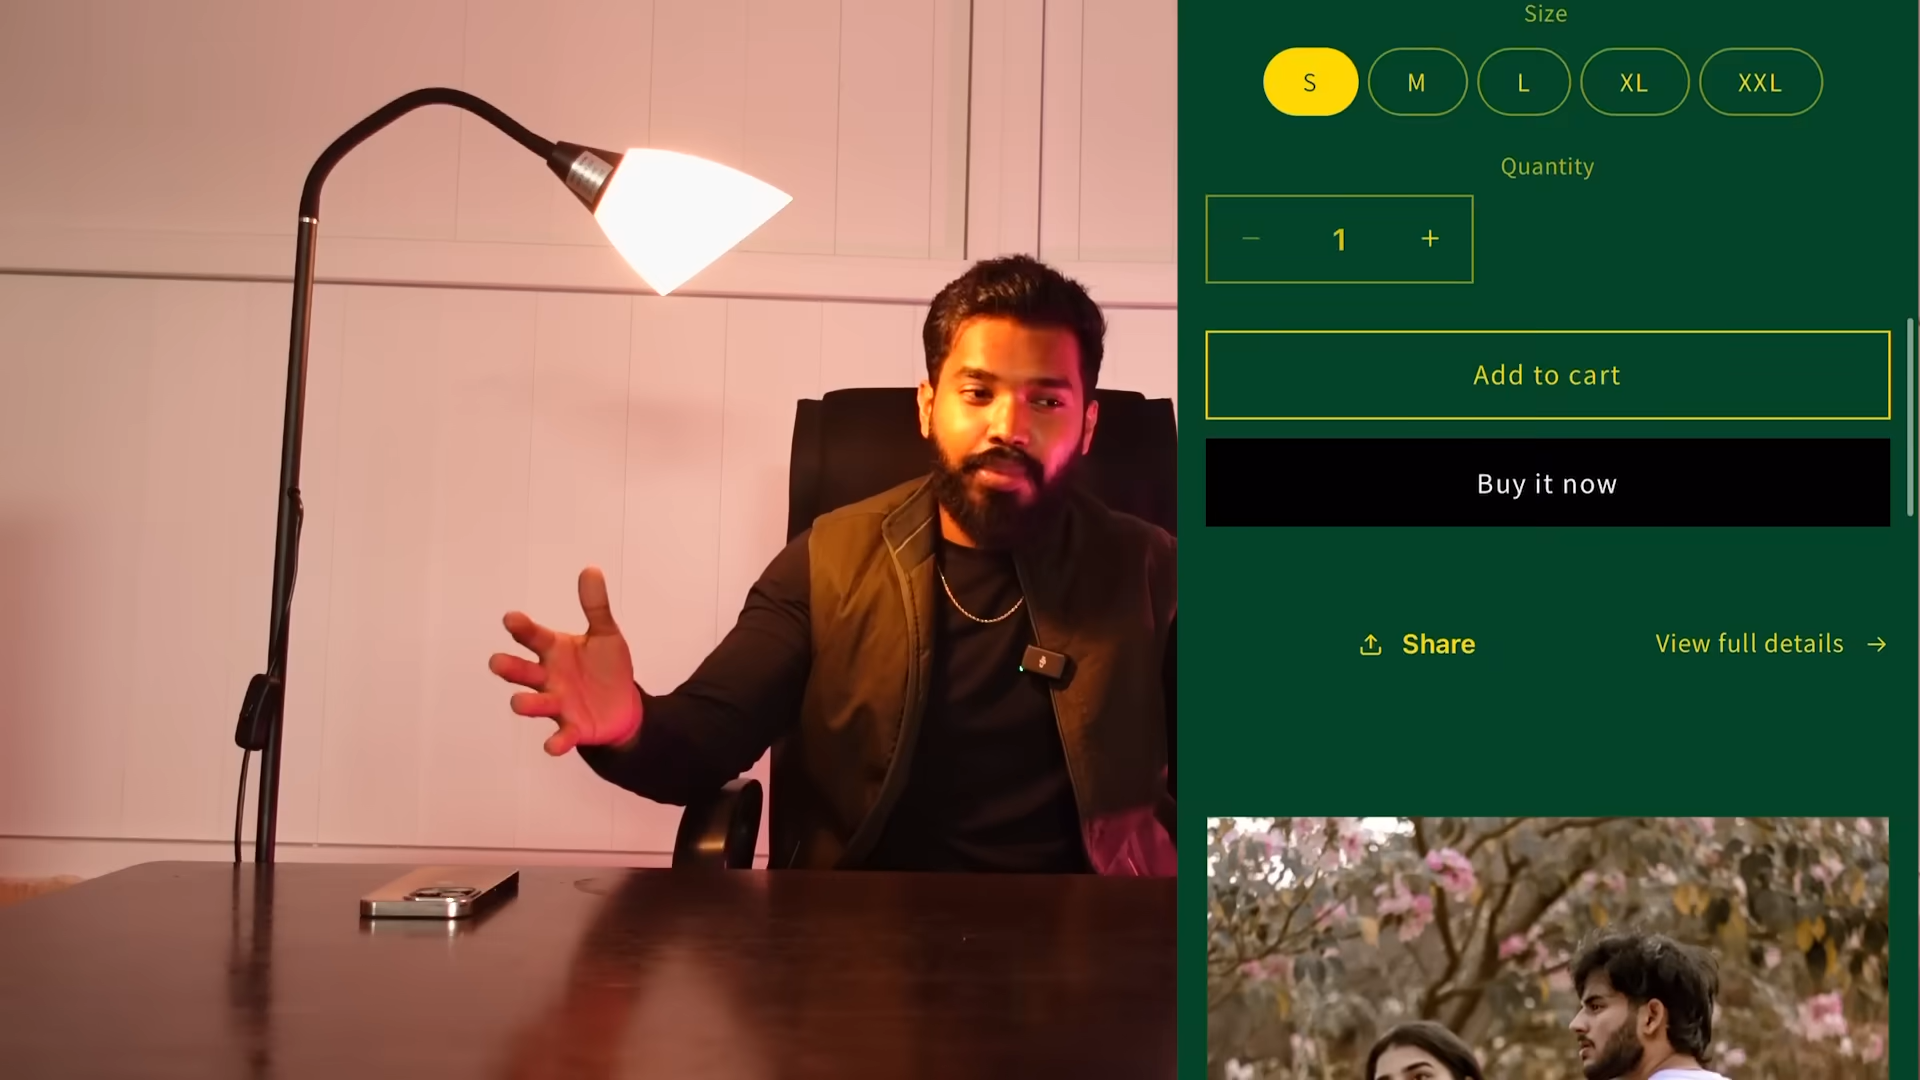 Size
S M L XL XXL
Quantity
− 1 +
Add to cart
Buy it now
Share
View full details →